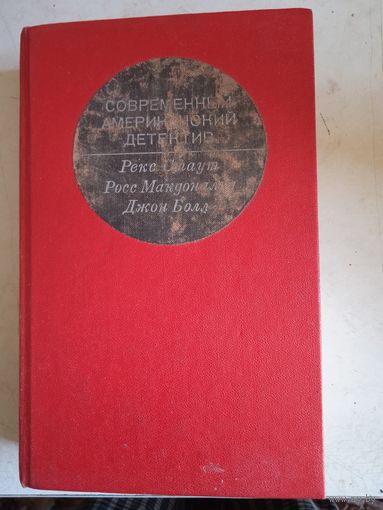 СОВРЕМЕННЫЙ
АМЕРИКАНСКИЙ
ДЕТЕКТИВ
Рекс Стаут
Росс Макдональд
Джон Болл